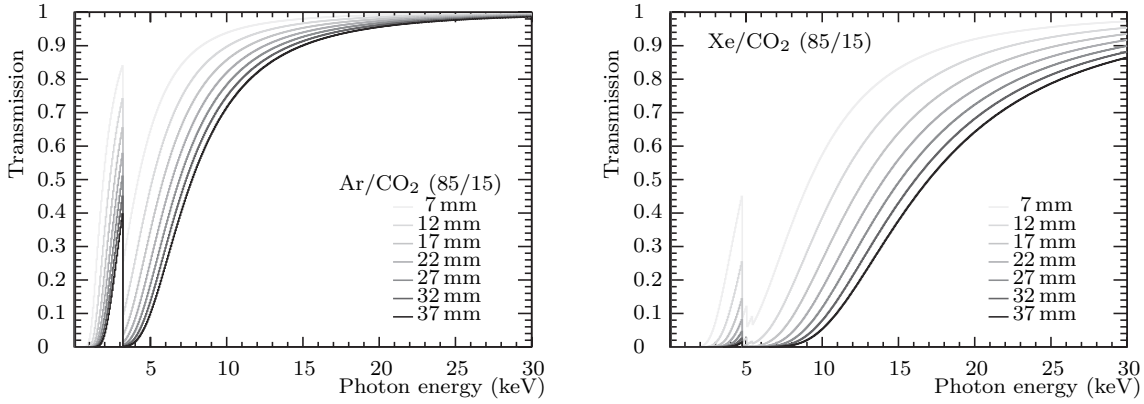 Transmission
1
0.9
0.8
0.7
0.6
0.5
0.4
0.3
0.2
0.1
0
Ar/CO₂ (85/15)
7 mm
12 mm
17 mm
22 mm
27 mm
32 mm
37 mm
5 10 15 20 25 30
Photon energy (keV)
Transmission
1
0.9
0.8
0.7
0.6
0.5
0.4
0.3
0.2
0.1
0
Xe/CO₂ (85/15)
7 mm
12 mm
17 mm
22 mm
27 mm
32 mm
37 mm
5 10 15 20 25 30
Photon energy (keV)